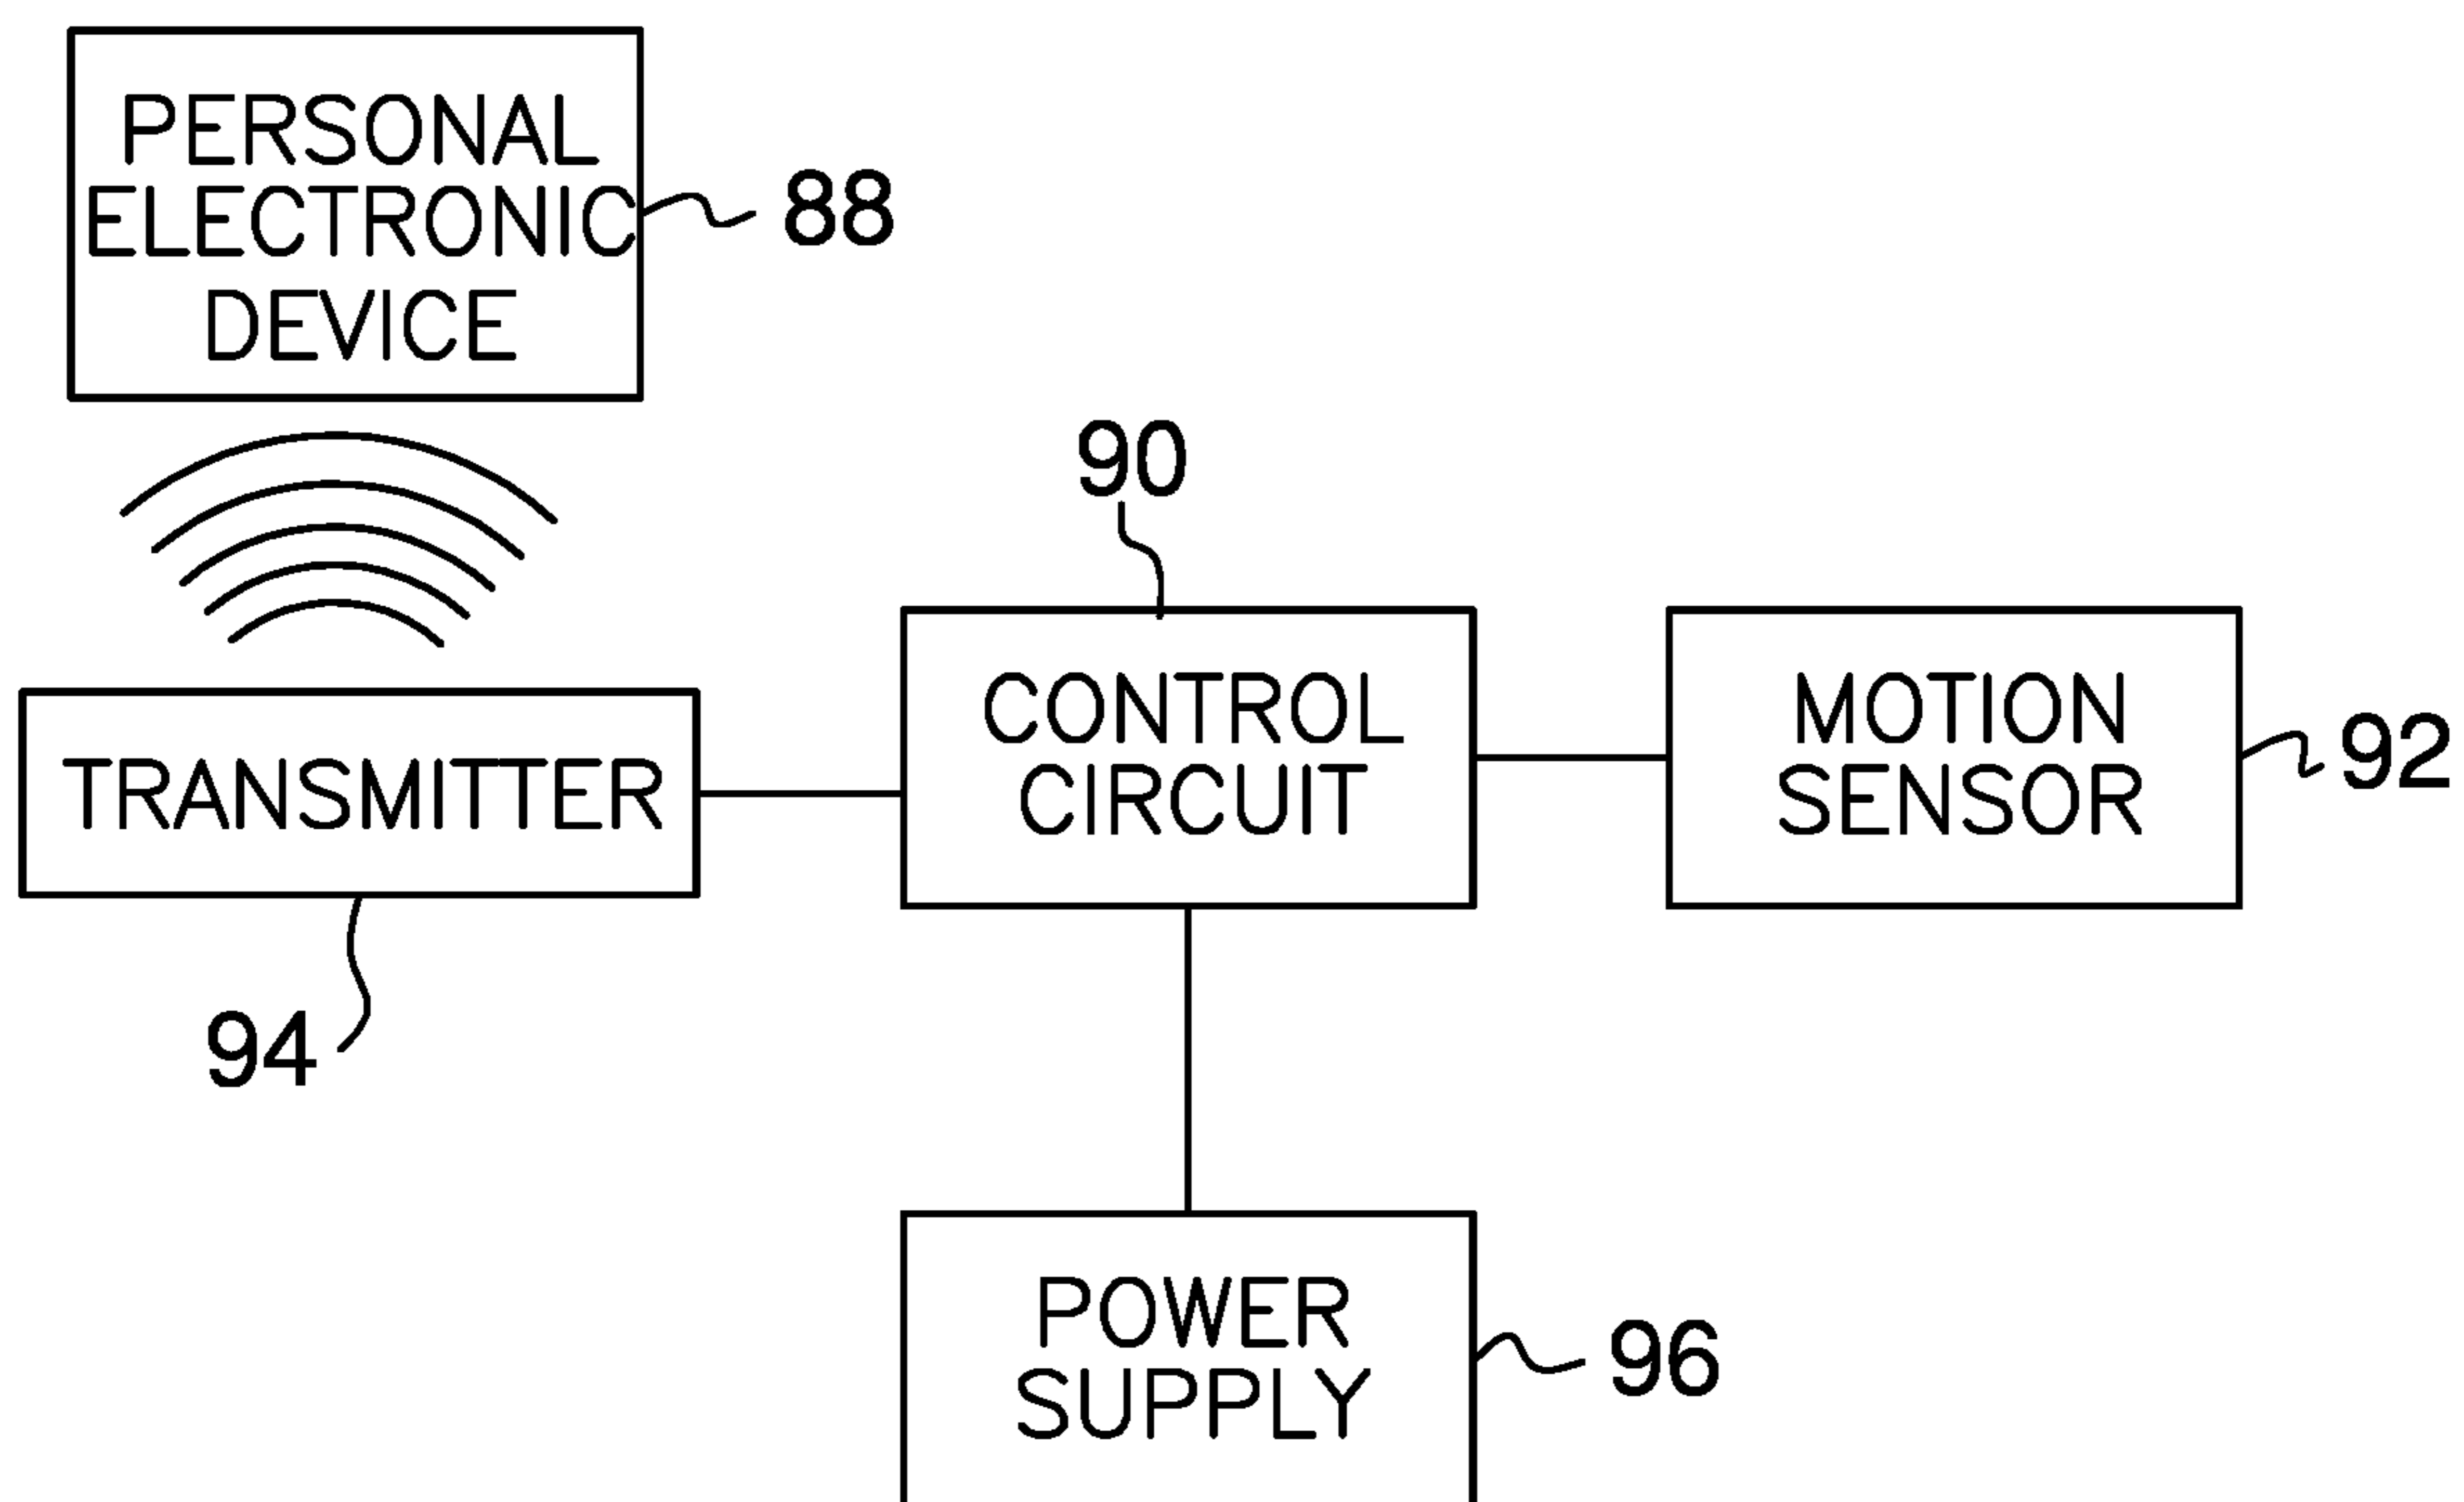 PERSONAL
ELECTRONIC
DEVICE
88
90
CONTROL
CIRCUIT
MOTION
SENSOR
92
TRANSMITTER
94
POWER
SUPPLY
96